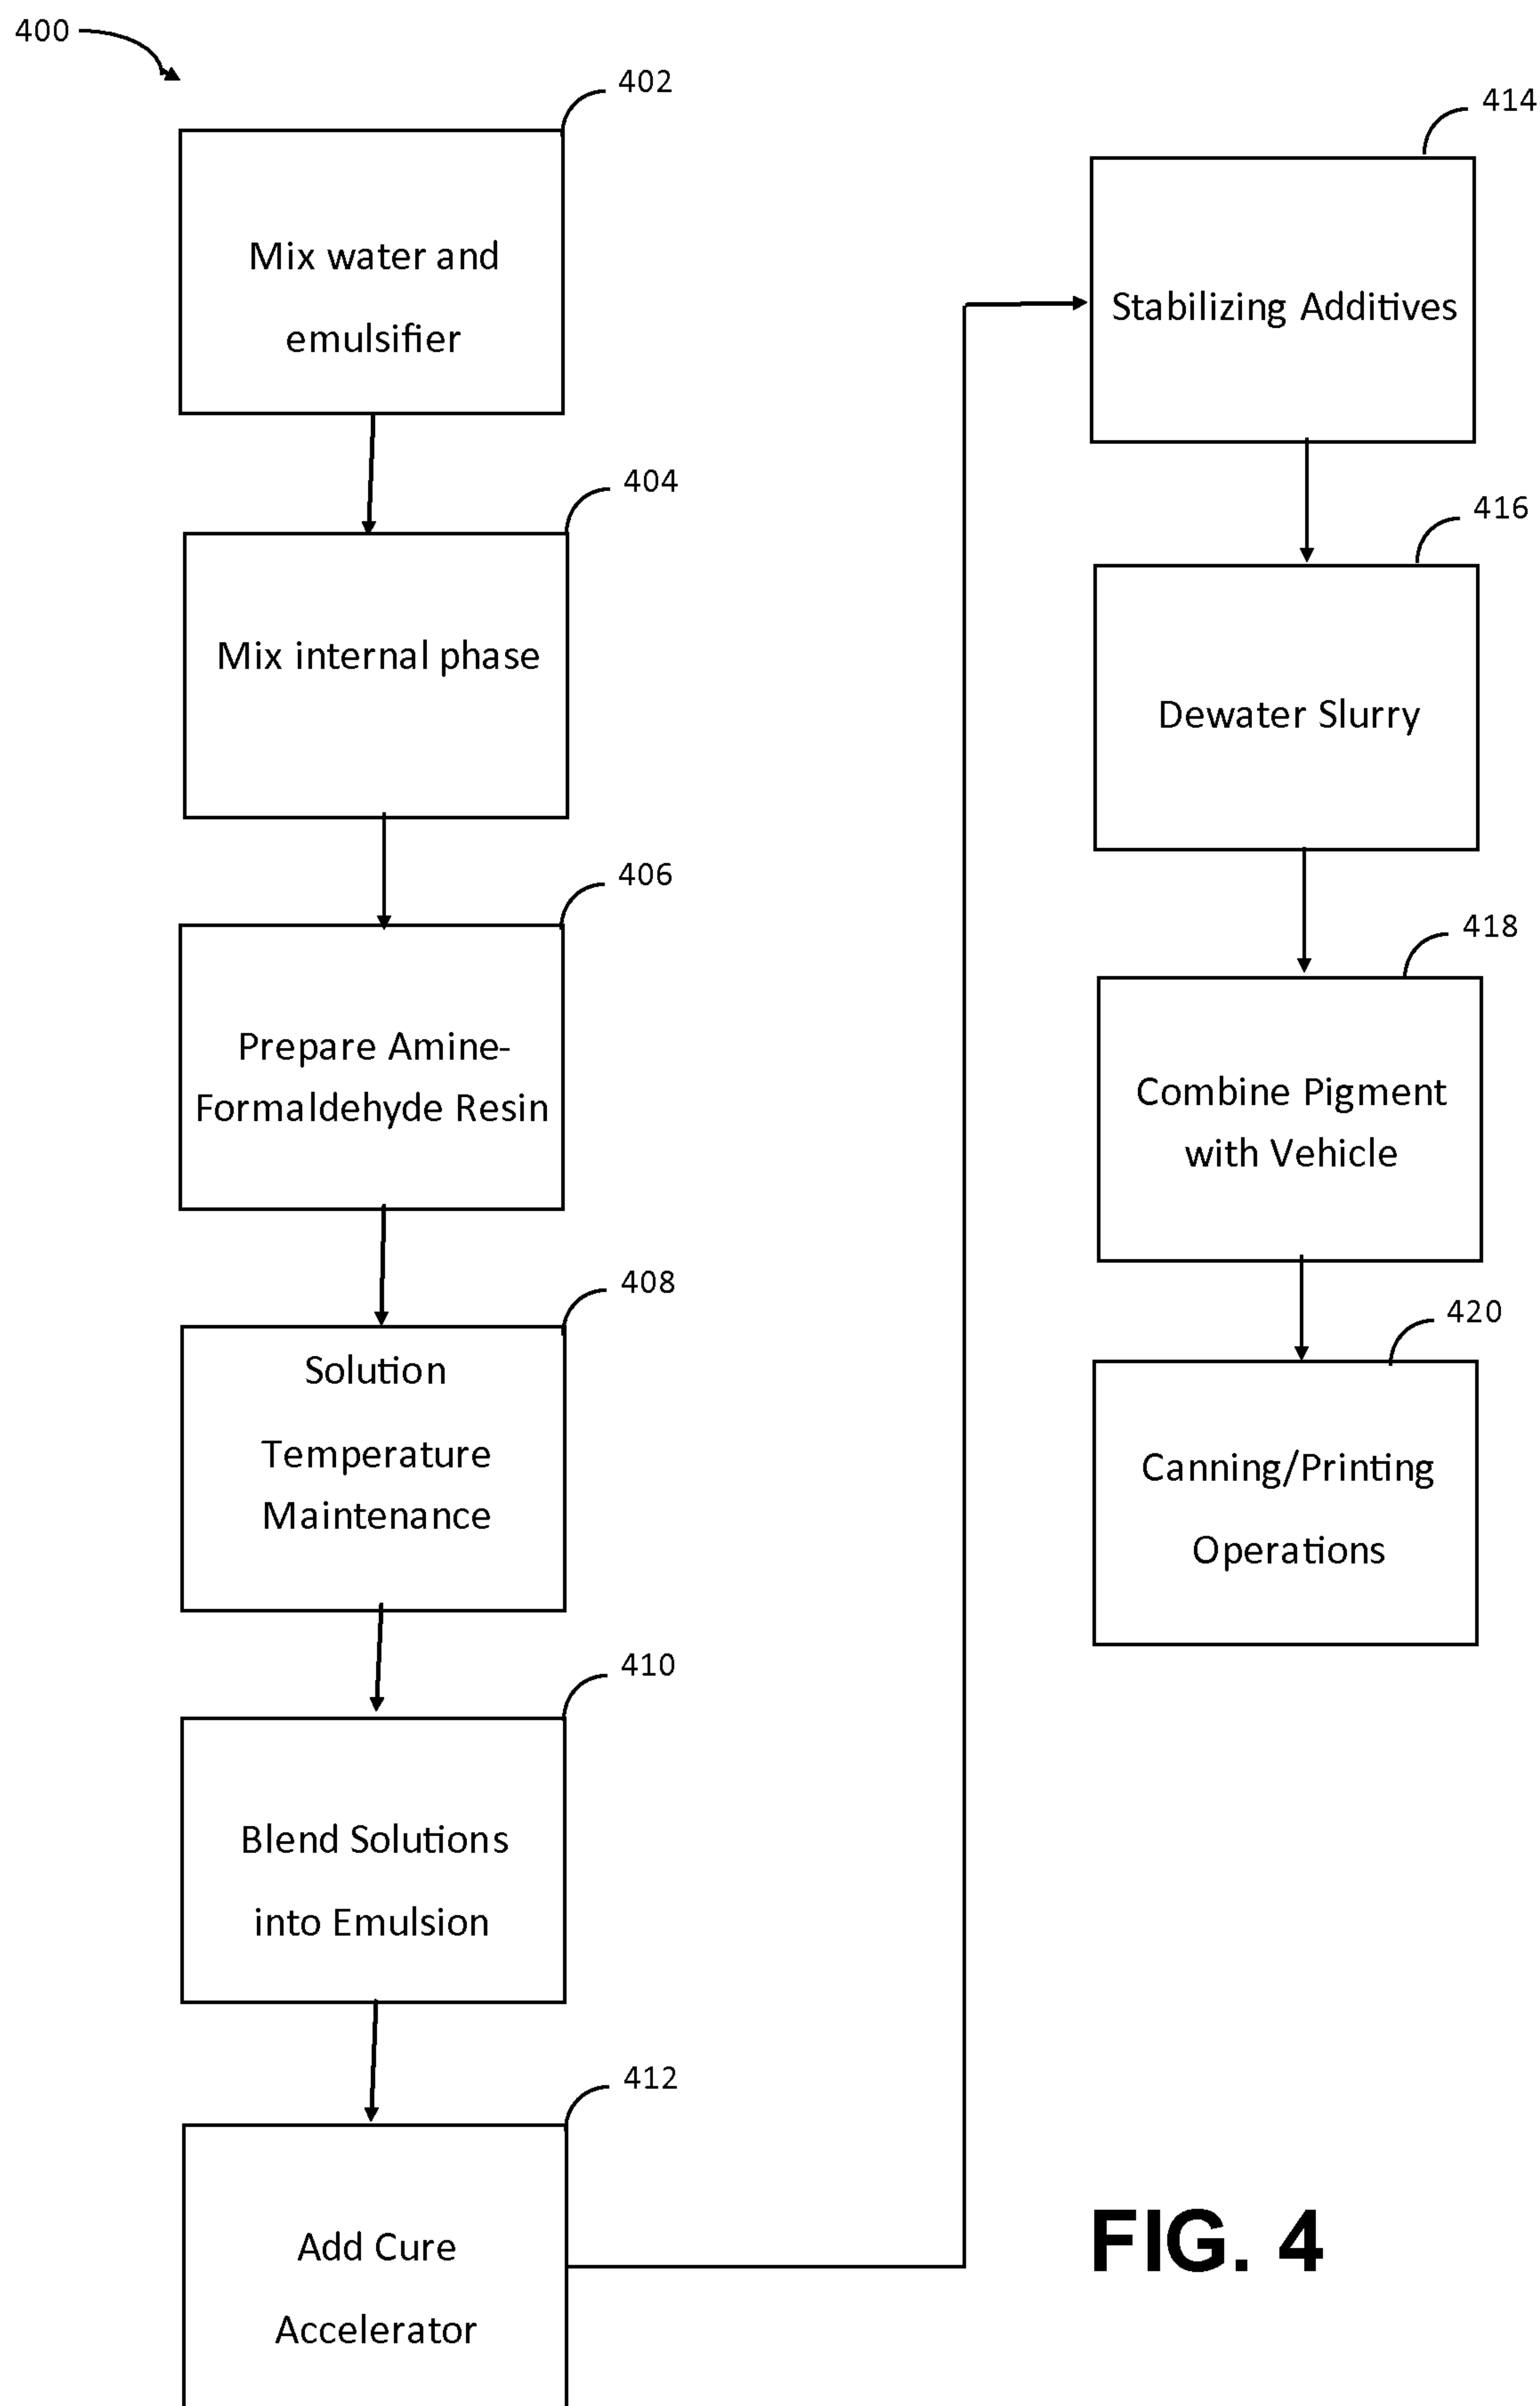 400
402
Mix water and
emulsifier
404
Mix internal phase
406
Prepare Amine-
Formaldehyde Resin
408
Solution
Temperature
Maintenance
410
Blend Solutions
into Emulsion
412
Add Cure
Accelerator
414
Stabilizing Additives
416
Dewater Slurry
418
Combine Pigment
with Vehicle
420
Canning/Printing
Operations
FIG. 4